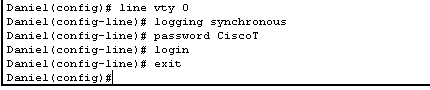 Daniel(config)# line vty 0
Daniel(config-line)# logging synchronous
Daniel(config-line)# password CiscoT
Daniel(config-line)# login
Daniel(config-line)# exit
Daniel(config)#